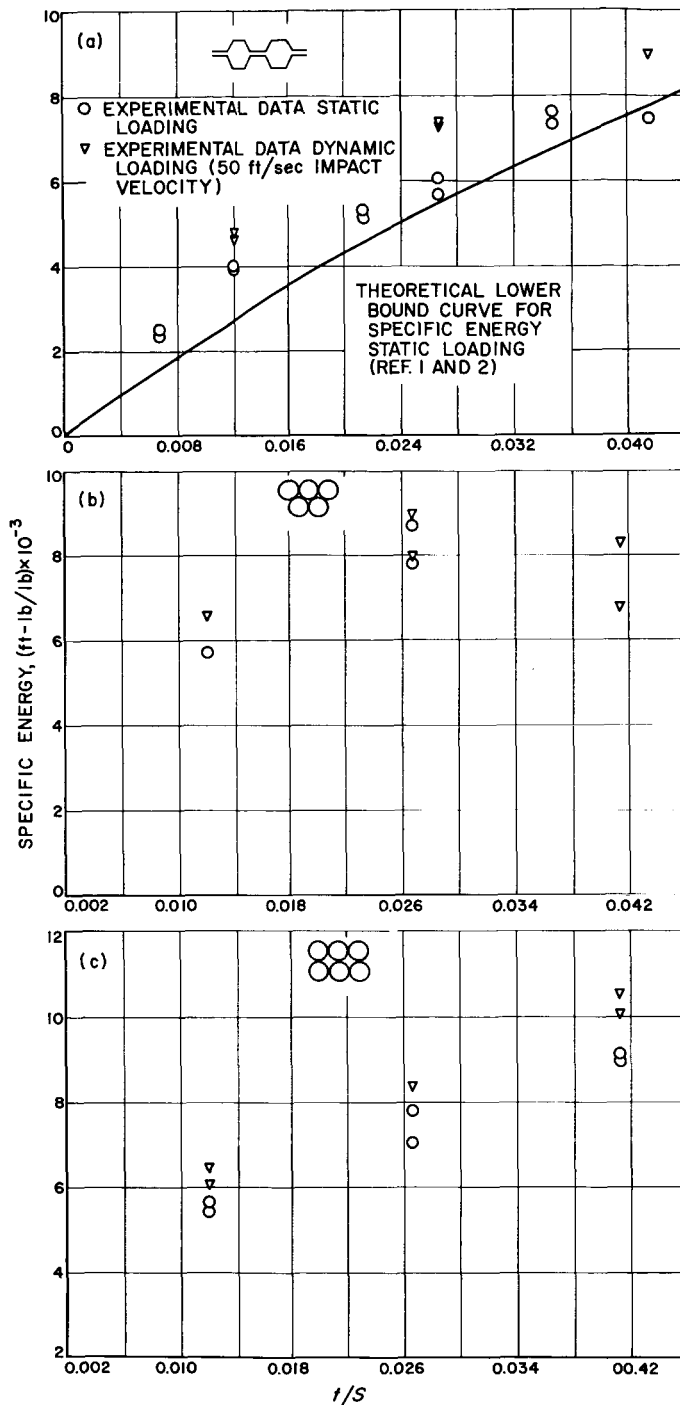 10
(a)
8
O EXPERIMENTAL DATA STATIC
LOADING
▽ EXPERIMENTAL DATA DYNAMIC
LOADING (50 ft/sec IMPACT
VELOCITY)
6
4
THEORETICAL LOWER
BOUND CURVE FOR
SPECIFIC ENERGY
STATIC LOADING
(REF. 1 AND 2)
2
0
0 0.008 0.016 0.024 0.032 0.040
SPECIFIC ENERGY, (ft-lb/lb)×10⁻³
10
(b)
8
6
4
2
0
0.002 0.010 0.018 0.026 0.034 0.042
12
(c)
10
8
6
4
2
0.002 0.010 0.018 0.026 0.034 00.42
t/S